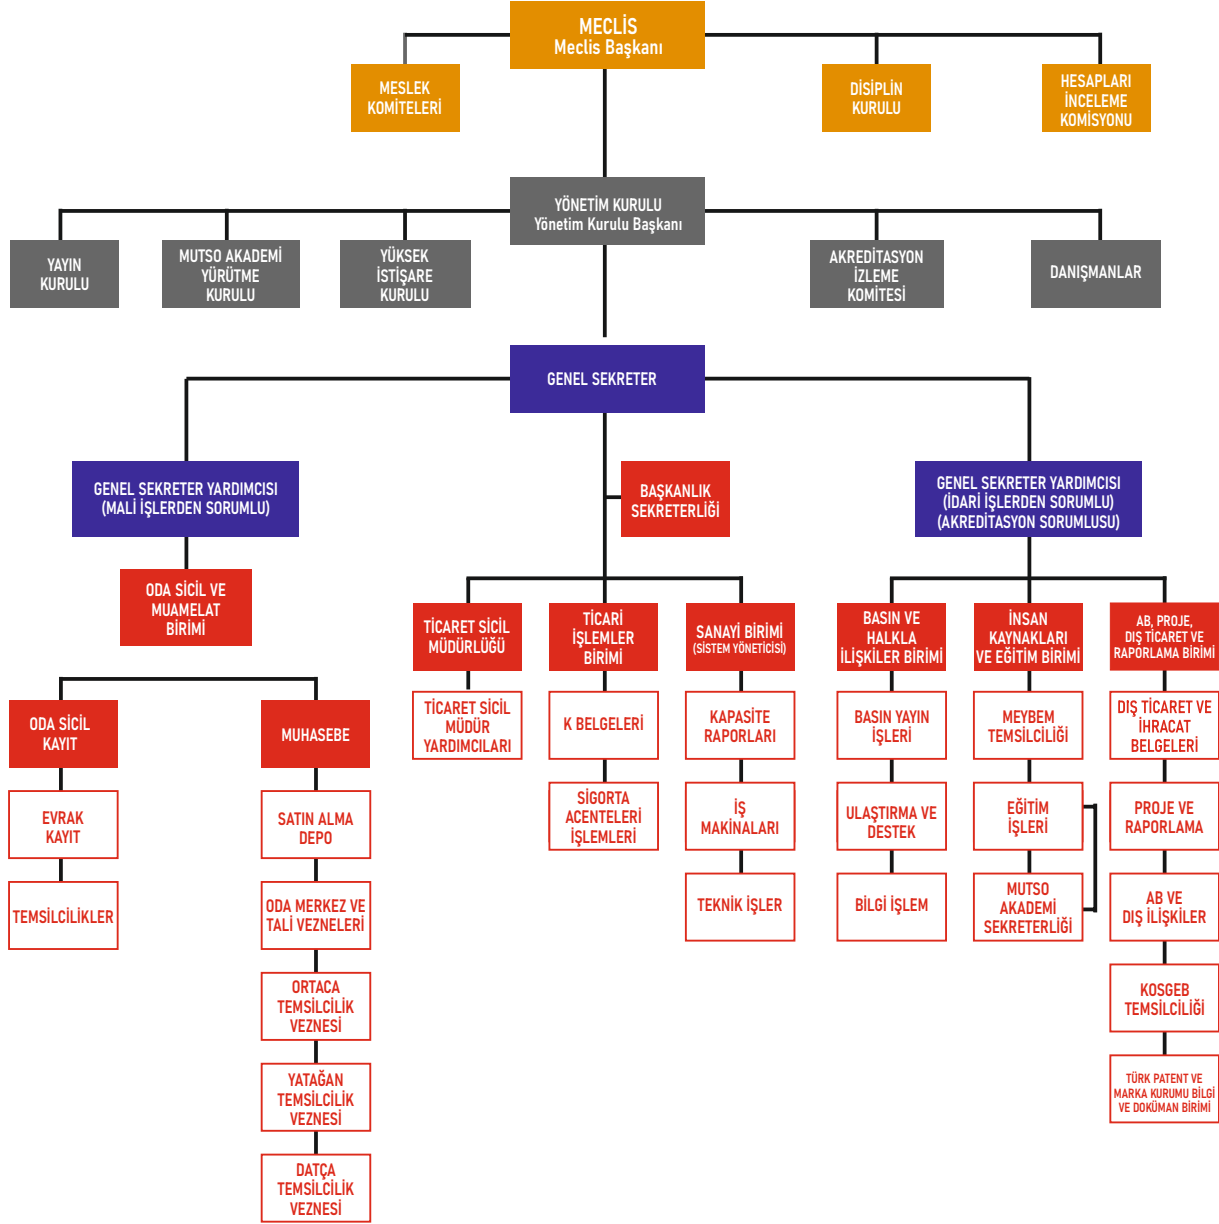 MECLİS
Meclis Başkanı
MESLEK
KOMİTELERİ
DİSİPLİN
KURULU
HESAPLARI
İNCELEME
KOMİSYONU
YÖNETİM KURULU
Yönetim Kurulu Başkanı
YAYIN
KURULU
MUTSO AKADEMİ
YÜRÜTME
KURULU
YÜKSEK
İSTİŞARE
KURULU
AKREDİTASYON
İZLEME
KOMİTESİ
DANIŞMANLAR
GENEL SEKRETER
GENEL SEKRETER YARDIMCISI
(MALİ İŞLERDEN SORUMLU)
BAŞKANLIK
SEKRETERLİĞİ
GENEL SEKRETER YARDIMCISI
(İDARİ İŞLERDEN SORUMLU)
(AKREDİTASYON SORUMLUSU)
ODA SİCİL VE
MUAMELAT
BİRİMİ
TİCARET SİCİL
MÜDÜRLÜĞÜ
TİCARİ
İŞLEMLER
BİRİMİ
SANAYİ BİRİMİ
(SİSTEM YÖNETİCİSİ)
BASIN VE
HALKLA
İLİŞKİLER BİRİMİ
İNSAN
KAYNAKLARI
VE EĞİTİM BİRİMİ
AB, PROJE,
DIŞ TİCARET VE
RAPORLAMA BİRİMİ
ODA SİCİL
KAYIT
MUHASEBE
TİCARET SİCİL
MÜDÜR
YARDIMCILARI
K BELGELERİ
KAPASİTE
RAPORLARI
BASIN YAYIN
İŞLERİ
MEYBEM
TEMSİLCİLİĞİ
DIŞ TİCARET VE
İHRACAT
BELGELERİ
EVRAK
KAYIT
SATIN ALMA
DEPO
SİGORTA
ACENTELERİ
İŞLEMLERİ
İŞ
MAKİNALARI
ULAŞTIRMA VE
DESTEK
EĞİTİM
İŞLERİ
PROJE VE
RAPORLAMA
TEMSİLCİLİKLER
ODA MERKEZ VE
TALİ VEZNELERİ
TEKNİK İŞLER
BİLGİ İŞLEM
MUTSO
AKADEMİ
SEKRETERLİĞİ
AB VE
DIŞ İLİŞKİLER
ORTACA
TEMSİLCİLİK
VEZNESİ
KOSGEB
TEMSİLCİLİĞİ
YATAĞAN
TEMSİLCİLİK
VEZNESİ
TÜRK PATENT VE
MARKA KURUMU BİLGİ
VE DOKÜMAN BİRİMİ
DATÇA
TEMSİLCİLİK
VEZNESİ